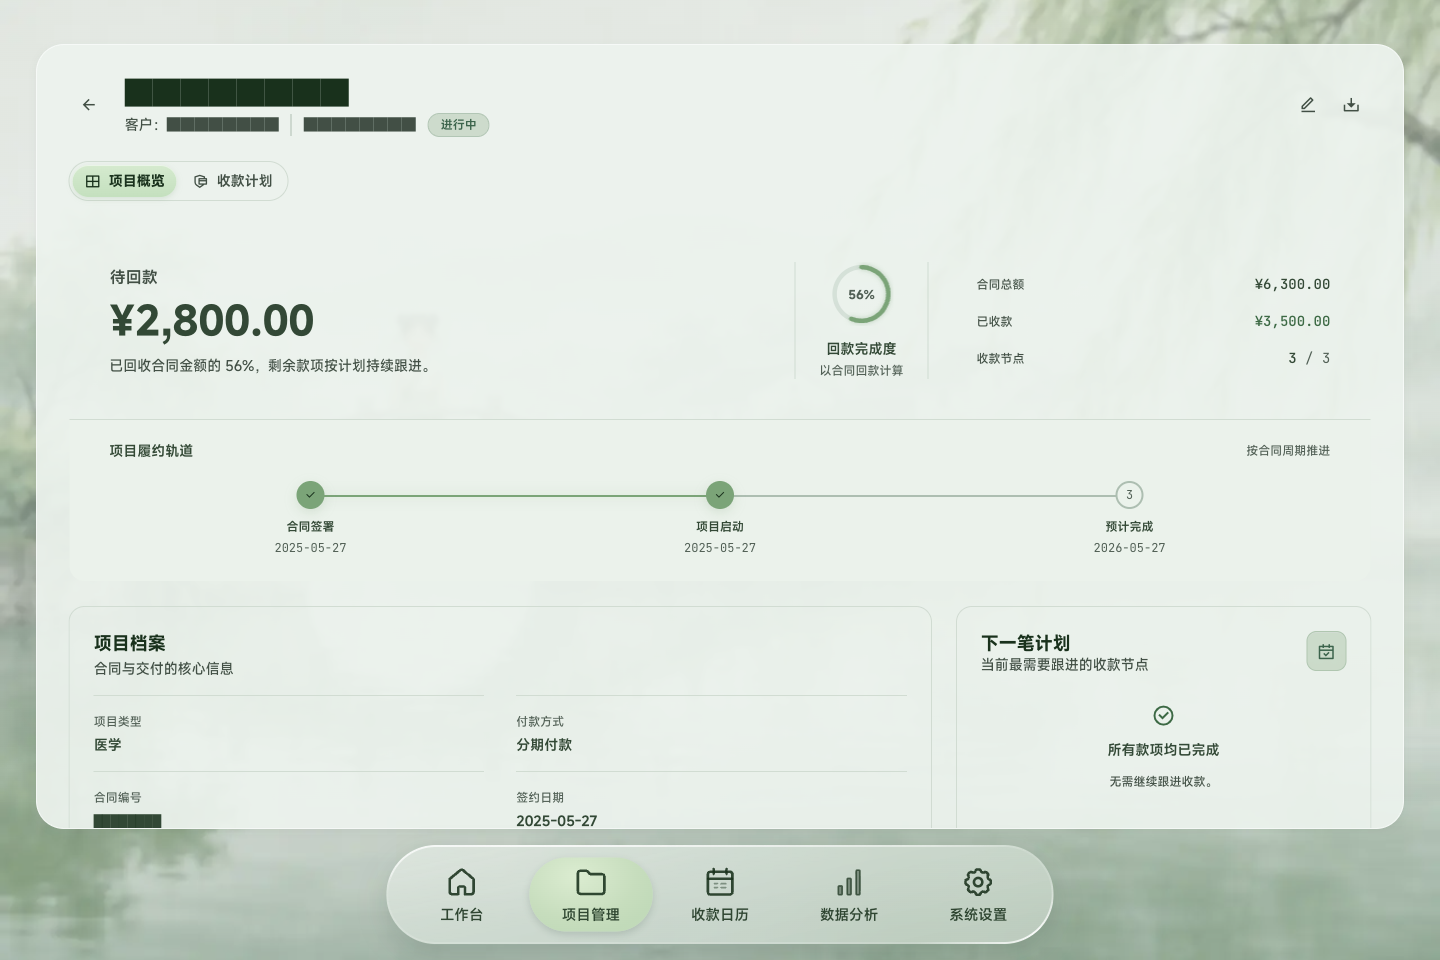 客户：
进行中
项目概览
收款计划
待回款
¥2,800.00
已回收合同金额的 56%，剩余款项按计划持续跟进。
56%
回款完成度
以合同回款计算
合同总额 ¥6,300.00
已收款 ¥3,500.00
收款节点 3 / 3
项目履约轨道
按合同周期推进
合同签署
2025-05-27
项目启动
2025-05-27
3
预计完成
2026-05-27
项目档案
合同与交付的核心信息
项目类型
医学
付款方式
分期付款
合同编号
签约日期
2025-05-27
下一笔计划
当前最需要跟进的收款节点
所有款项均已完成
无需继续跟进收款。
工作台
项目管理
收款日历
数据分析
系统设置